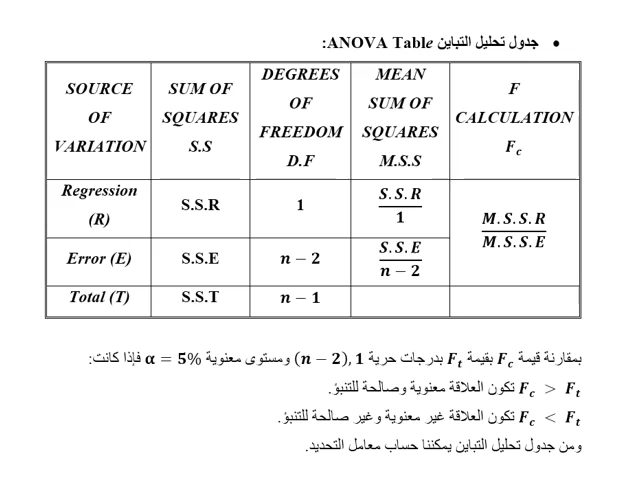 • جدول تحليل التباين ANOVA Table:
SOURCE OF VARIATION | SUM OF SQUARES S.S | DEGREES OF FREEDOM D.F | MEAN SUM OF SQUARES M.S.S | F CALCULATION F_c
Regression (R) | S.S.R | 1 | S.S.R / 1 | M.S.S.R / M.S.S.E
Error (E) | S.S.E | n − 2 | S.S.E / n − 2
Total (T) | S.S.T | n − 1
بمقارنة قيمة F_c بقيمة F_t بدرجات حرية 1 ,(n − 2) ومستوى معنوية α = 5% فإذا كانت:
F_c > F_t تكون العلاقة معنوية وصالحة للتنبؤ.
F_c < F_t تكون العلاقة غير معنوية وغير صالحة للتنبؤ.
ومن جدول تحليل التباين يمكننا حساب معامل التحديد.